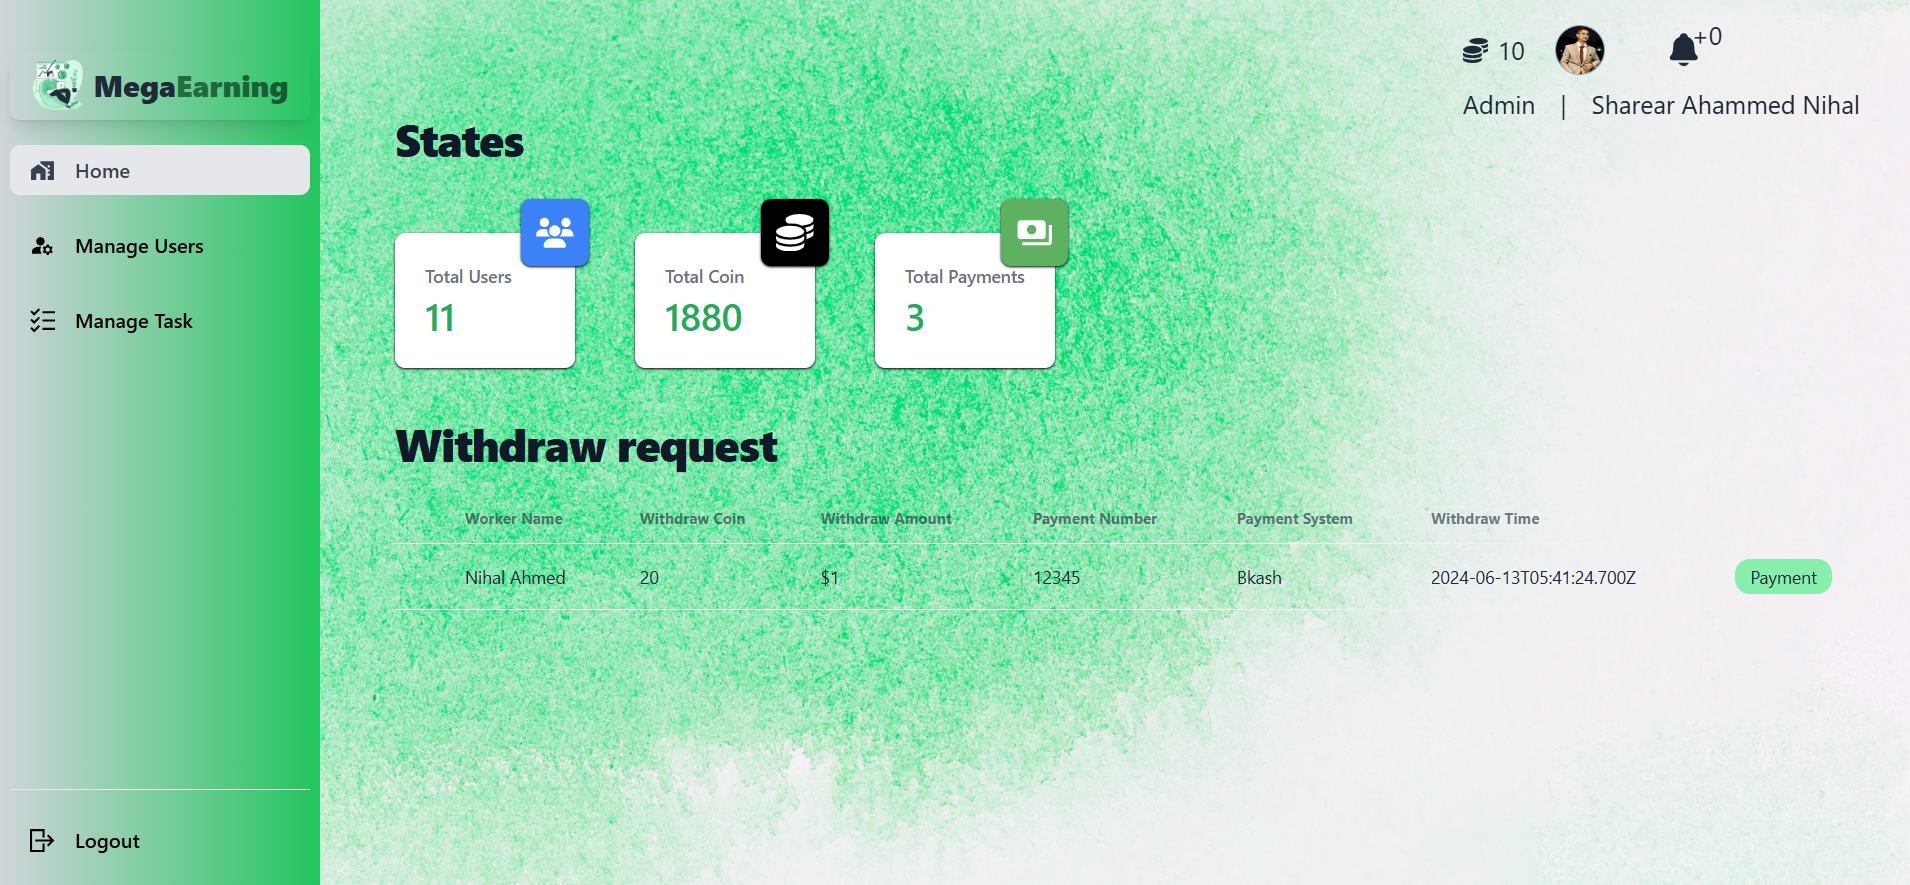 MegaEarning
Home
Manage Users
Manage Task
Logout
10
+0
Admin | Sharear Ahammed Nihal
States
Total Users
11
Total Coin
1880
Total Payments
3
Withdraw request
Worker Name Withdraw Coin Withdraw Amount Payment Number Payment System Withdraw Time
Nihal Ahmed 20 $1 12345 Bkash 2024-06-13T05:41:24.700Z Payment